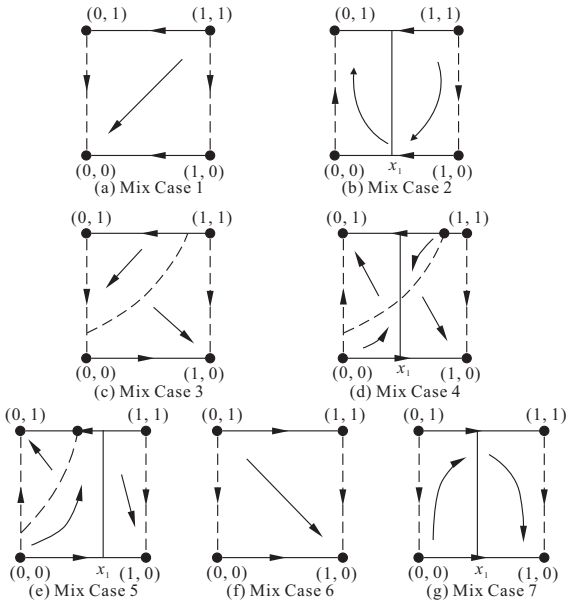 (0, 1) (1, 1) (0, 1) (1, 1)
(0, 0) (1, 0) (0, 0) x₁ (1, 0)
(a) Mix Case 1 (b) Mix Case 2
(0, 1) (1, 1) (0, 1) (1, 1)
(0, 0) (1, 0) (0, 0) x₁ (1, 0)
(c) Mix Case 3 (d) Mix Case 4
(0, 1) (1, 1) (0, 1) (1, 1) (0, 1) (1, 1)
(0, 0) x₁ (1, 0) (0, 0) (1, 0) (0, 0) x₁ (1, 0)
(e) Mix Case 5 (f) Mix Case 6 (g) Mix Case 7